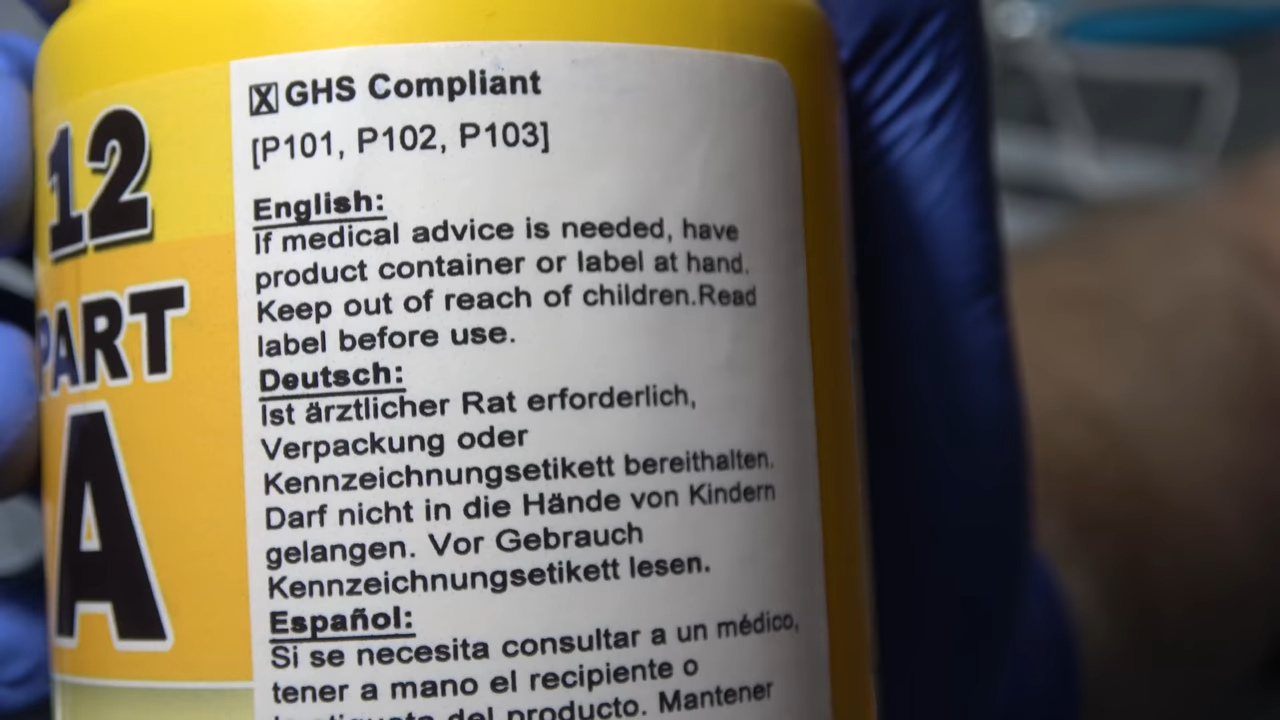 12
PART
A
☒ GHS Compliant
[P101, P102, P103]
English:
If medical advice is needed, have
product container or label at hand.
Keep out of reach of children.Read
label before use.
Deutsch:
Ist ärztlicher Rat erforderlich,
Verpackung oder
Kennzeichnungsetikett bereithalten.
Darf nicht in die Hände von Kindern
gelangen. Vor Gebrauch
Kennzeichnungsetikett lesen.
Español:
Si se necesita consultar a un médico,
tener a mano el recipiente o
del producto. Mantener